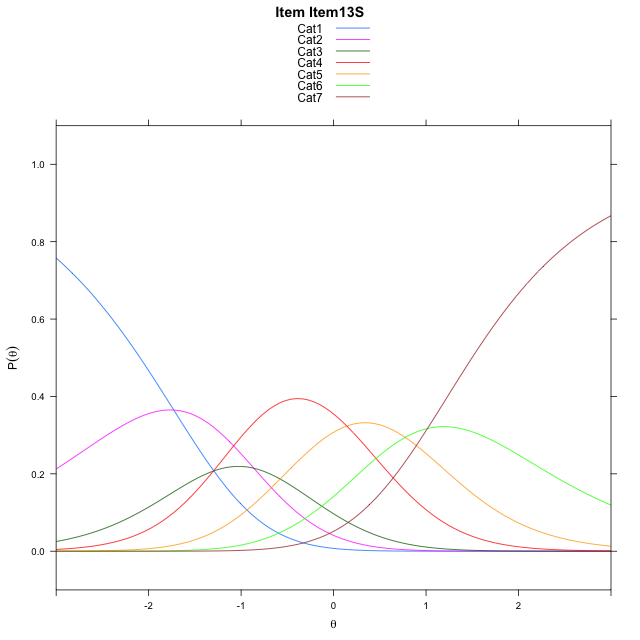 Item Item13S
Cat1
Cat2
Cat3
Cat4
Cat5
Cat6
Cat7
1.0
0.8
0.6
0.4
0.2
0.0
P(θ)
-2 -1 0 1 2
θ